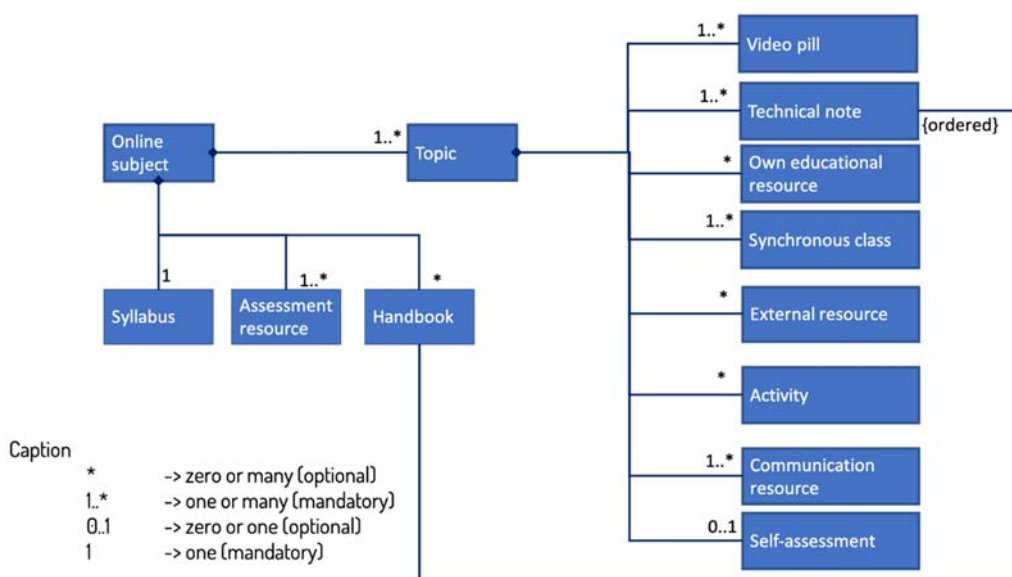 1..*
Video pill
1..*
Technical note
{ordered}
Online
subject
1..*
Topic
*
Own educational
resource
1..*
Synchronous class
1
Syllabus
1..*
Assessment
resource
*
Handbook
*
External resource
*
Activity
1..*
Communication
resource
0..1
Self-assessment
Caption
* -> zero or many (optional)
1..* -> one or many (mandatory)
0..1 -> zero or one (optional)
1 -> one (mandatory)